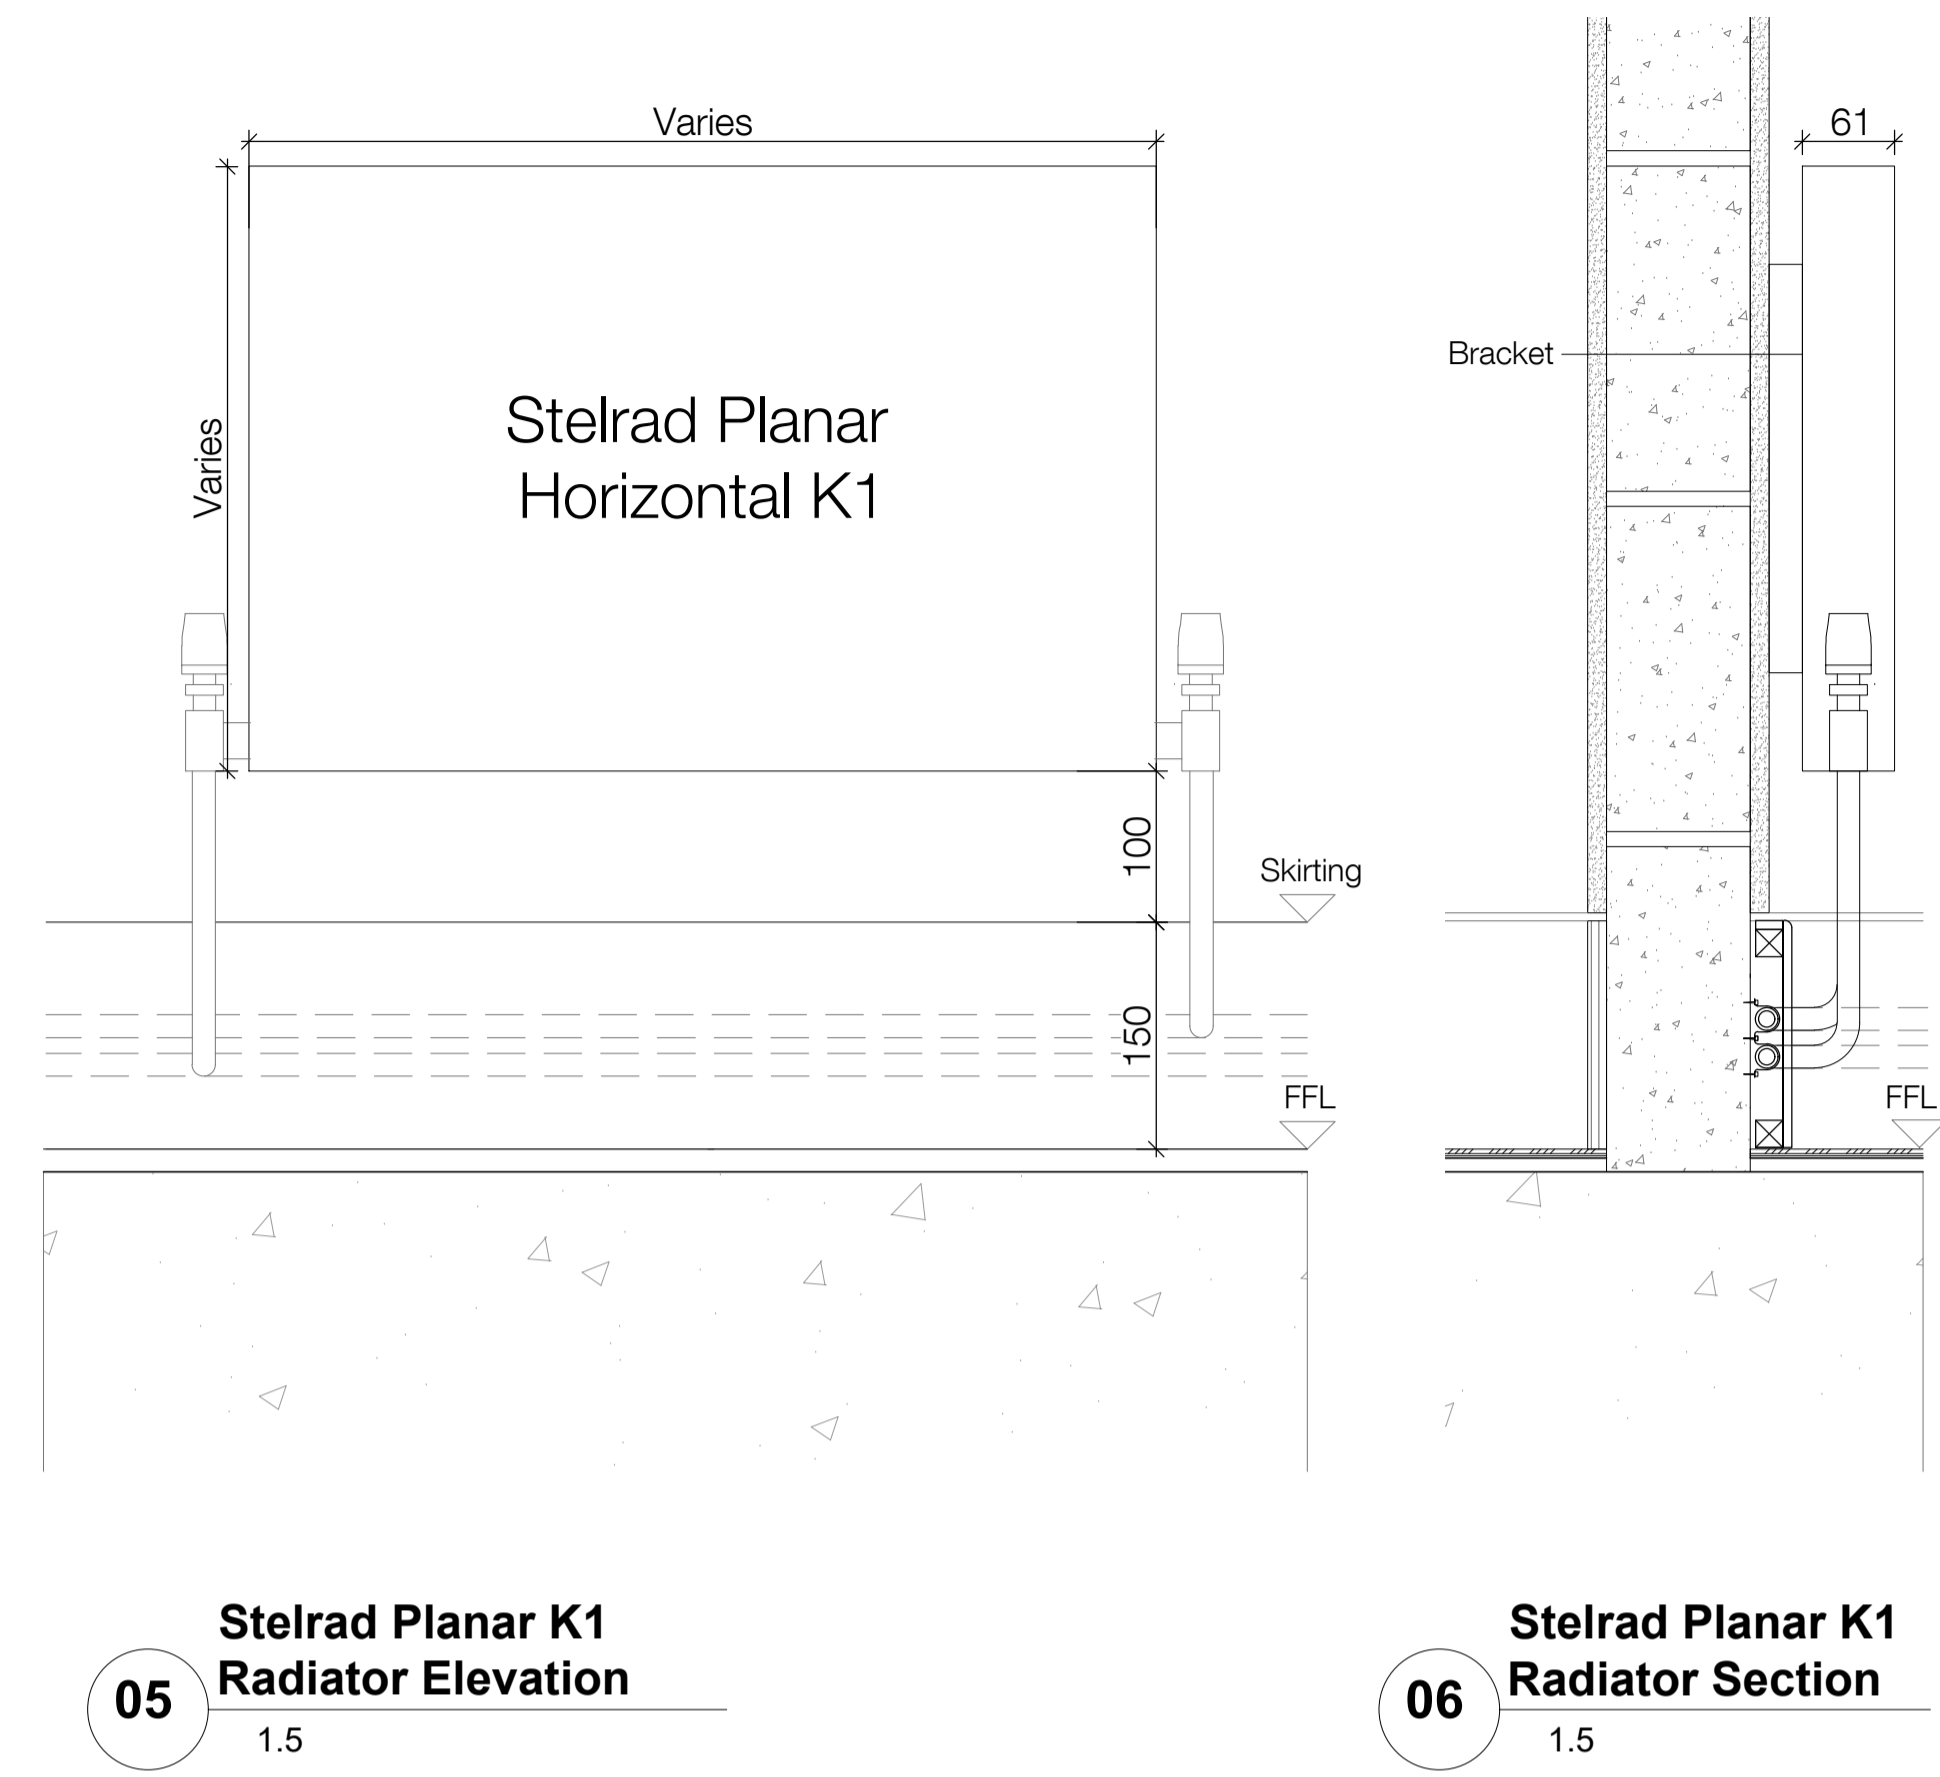 Varies
61
Varies
Bracket
Stelrad Planar
Horizontal K1
100
Skirting
150
FFL
FFL
Stelrad Planar K1
Radiator Elevation
05
1.5
Stelrad Planar K1
Radiator Section
06
1.5